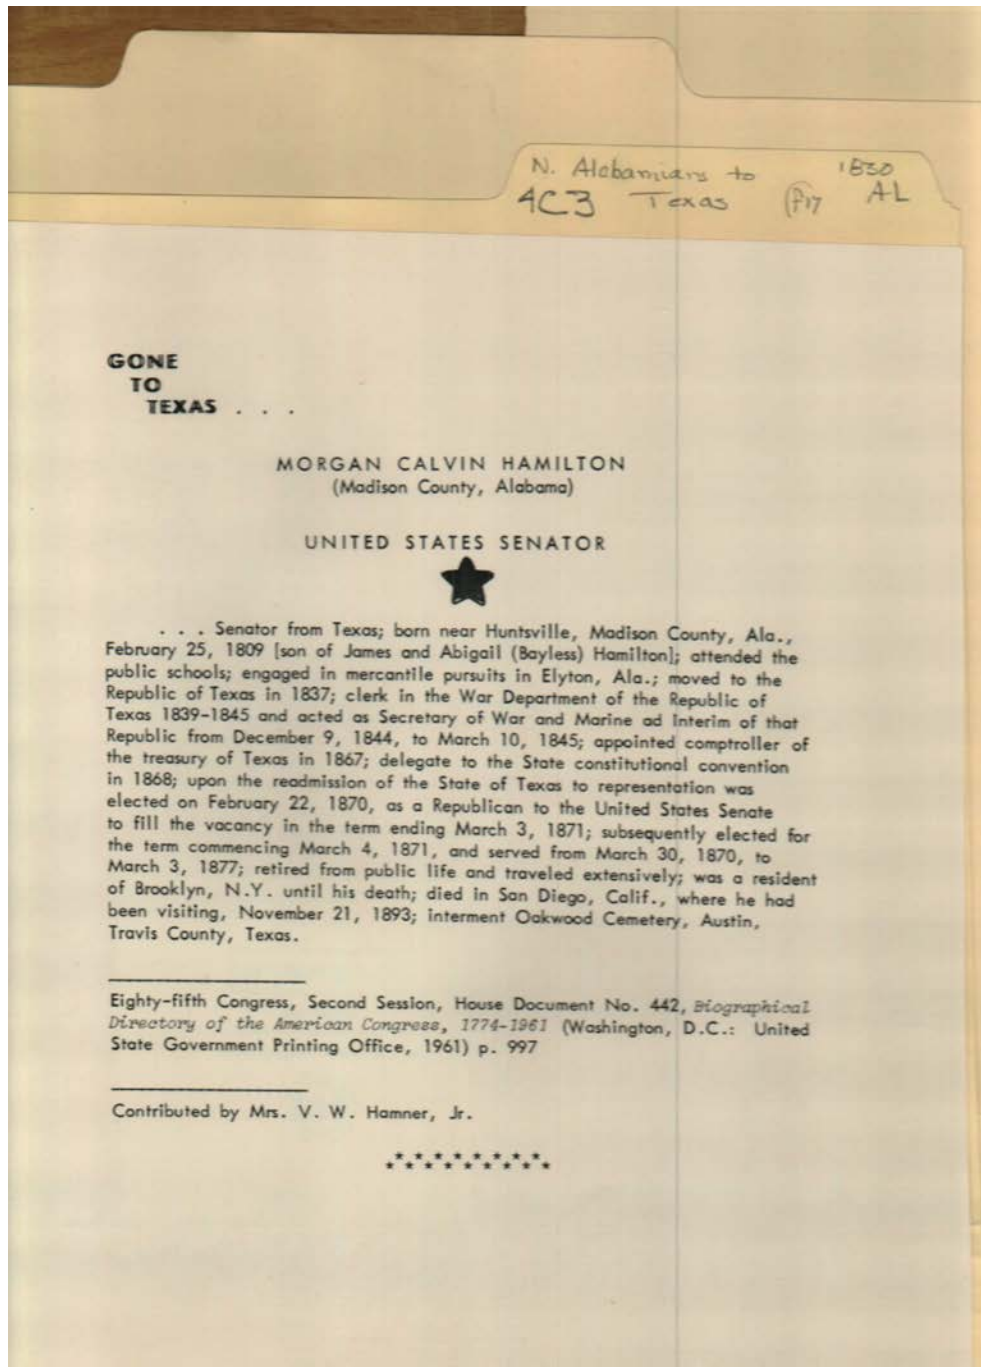 N. Alabamians to 1830
4C3 Texas P17 AL
GONE
TO
TEXAS . . .
MORGAN CALVIN HAMILTON
(Madison County, Alabama)
UNITED STATES SENATOR
. . . Senator from Texas; born near Huntsville, Madison County, Ala.,
February 25, 1809 [son of James and Abigail (Bayless) Hamilton]; attended the
public schools; engaged in mercantile pursuits in Elyton, Ala.; moved to the
Republic of Texas in 1837; clerk in the War Department of the Republic of
Texas 1839-1845 and acted as Secretary of War and Marine ad Interim of that
Republic from December 9, 1844, to March 10, 1845; appointed comptroller of
the treasury of Texas in 1867; delegate to the State constitutional convention
in 1868; upon the readmission of the State of Texas to representation was
elected on February 22, 1870, as a Republican to the United States Senate
to fill the vacancy in the term ending March 3, 1871; subsequently elected for
the term commencing March 4, 1871, and served from March 30, 1870, to
March 3, 1877; retired from public life and traveled extensively; was a resident
of Brooklyn, N.Y. until his death; died in San Diego, Calif., where he had
been visiting, November 21, 1893; interment Oakwood Cemetery, Austin,
Travis County, Texas.
Eighty-fifth Congress, Second Session, House Document No. 442, Biographical
Directory of the American Congress, 1774-1961 (Washington, D.C.: United
State Government Printing Office, 1961) p. 997
Contributed by Mrs. V. W. Hamner, Jr.